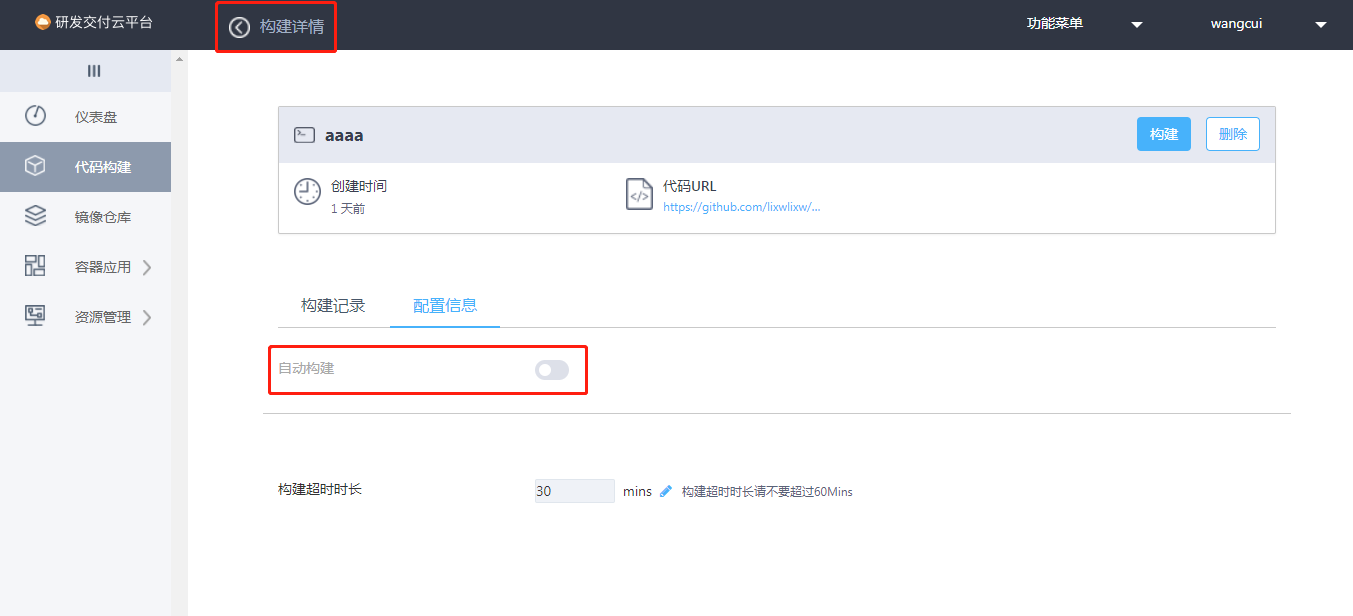 研发交付云平台
构建详情
功能菜单
wangcui
仪表盘
代码构建
镜像仓库
容器应用
资源管理
aaaa
构建
删除
创建时间
1 天前
代码URL
https://github.com/lixwlixw/...
构建记录
配置信息
自动构建
构建超时时长
30
mins
构建超时时长请不要超过60Mins